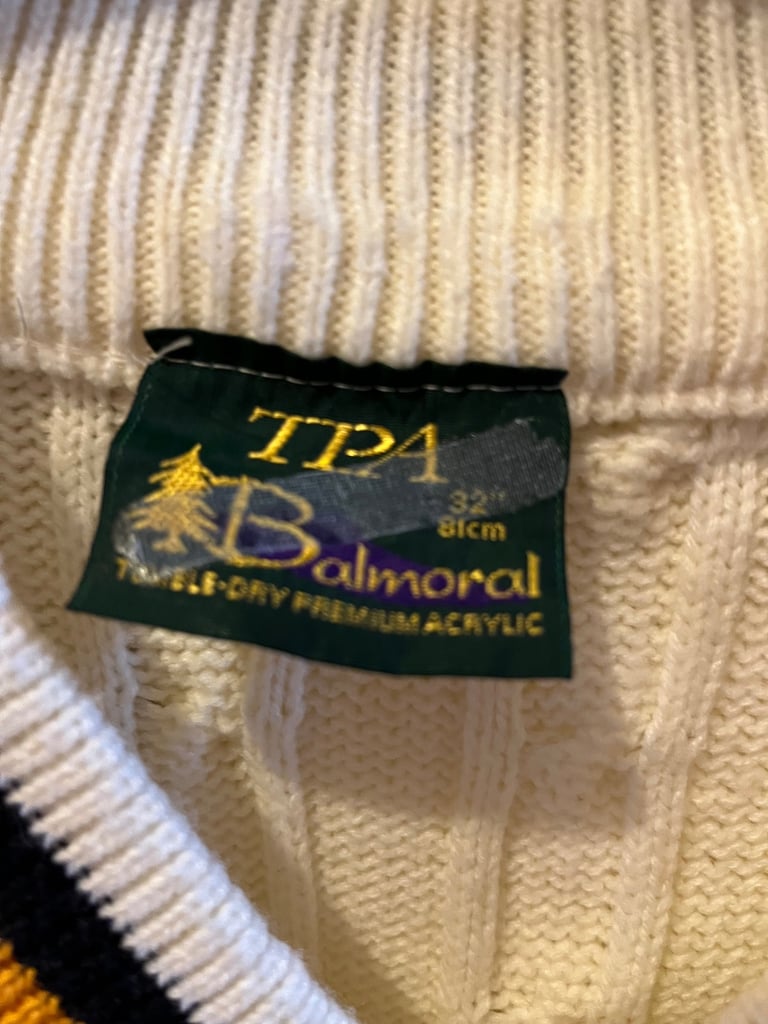 TPA
32"
81cm
Balmoral
TUMBLE-DRY PREMIUM ACRYLIC